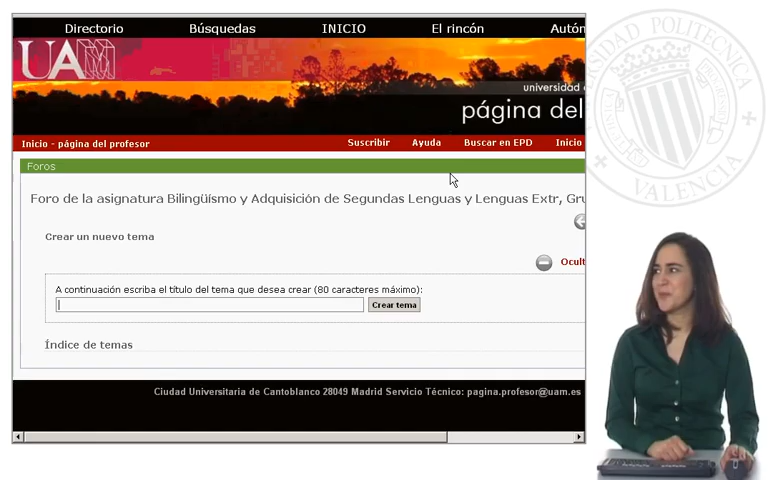 Directorio Búsquedas INICIO El rincón Autón
UAM
universidad
página del
Inicio - página del profesor Suscribir Ayuda Buscar en EPD Inicio
Foros
Foro de la asignatura Bilingüísmo y Adquisición de Segundas Lenguas y Lenguas Extr, Gru
Crear un nuevo tema
Ocult
A continuación escriba el título del tema que desea crear (80 caracteres máximo):
Crear tema
Índice de temas
Ciudad Universitaria de Cantoblanco 28049 Madrid Servicio Técnico: pagina.profesor@uam.es
UNIVERSIDAD POLITECNICA
VALENCIA